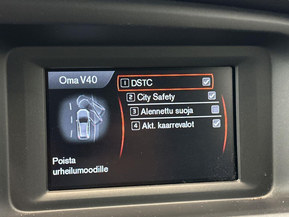 Oma V40
1 DSTC
2 City Safety
3 Alennettu suoja
4 Akt. kaarrevalot
Poista
urheilumoodille